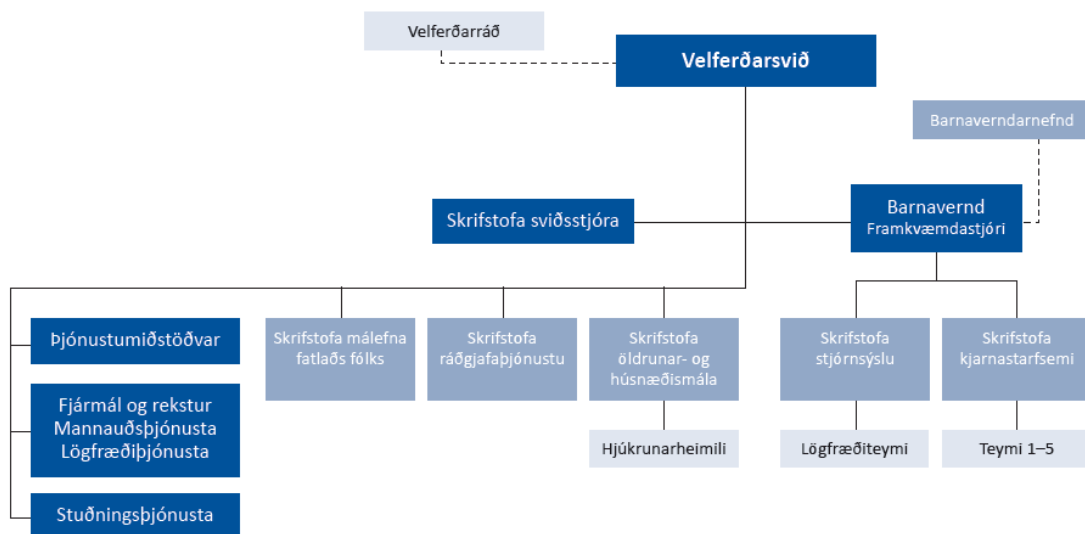 Velferðarráð
Velferðarsvið
Barnaverndarnefnd
Skrifstofa sviðsstjóra
Barnavernd
Framkvæmdastjóri
Þjónustumiðstöðvar
Skrifstofa málefna
fatlaðs fólks
Skrifstofa
ráðgjafaþjónustu
Skrifstofa
öldrunar- og
húsnæðismála
Skrifstofa
stjórnsýslu
Skrifstofa
kjarnastarfsemi
Fjármál og rekstur
Mannauðsþjónusta
Lögfræðiþjónusta
Hjúkrunarheimili
Lögfræðiteymi
Teymi 1–5
Stuðningsþjónusta